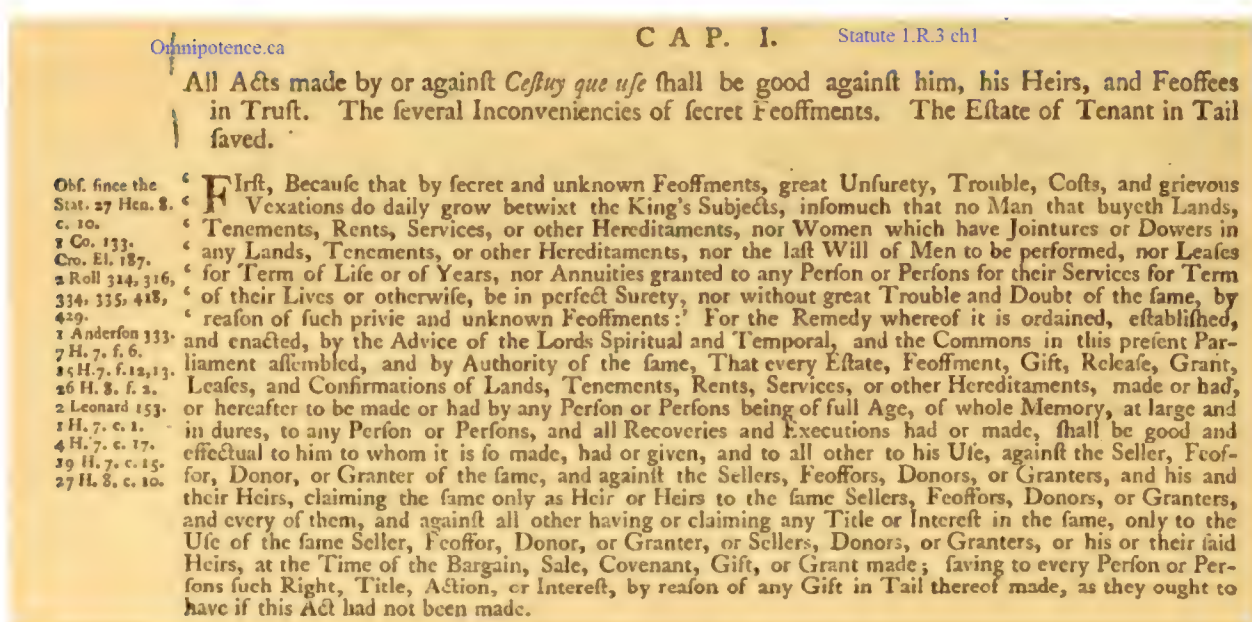 Omnipotence.ca
CAP. I.
Statute 1.R.3 ch1
All Acts made by or againſt Ceſtuy que uſe ſhall be good againſt him, his Heirs, and Feoffees
in Truſt. The ſeveral Inconveniencies of ſecret Feoffments. The Eſtate of Tenant in Tail
ſaved.
Obſ. ſince the
Stat. 27 Hen. 8.
c. 10.
1 Co. 133.
Cro. El. 187.
2 Roll 314, 316,
334, 335, 418,
429.
1 Anderſon 333.
7 H. 7. f. 6.
15 H. 7. f. 12, 13.
26 H. 8. f. 2.
2 Leonard 153.
1 H. 7. c. 1.
4 H. 7. c. 17.
19 H. 7. c. 15.
27 H. 8. c. 10.
‘ FIrſt, Becauſe that by ſecret and unknown Feoffments, great Unſurety, Trouble, Coſts, and grievous
‘ Vexations do daily grow betwixt the King's Subjects, inſomuch that no Man that buyeth Lands,
‘ Tenements, Rents, Services, or other Hereditaments, nor Women which have Jointures or Dowers in
‘ any Lands, Tenements, or other Hereditaments, nor the laſt Will of Men to be performed, nor Leaſes
‘ for Term of Life or of Years, nor Annuities granted to any Perſon or Perſons for their Services for Term
‘ of their Lives or otherwiſe, be in perfect Surety, nor without great Trouble and Doubt of the ſame, by
‘ reaſon of ſuch privie and unknown Feoffments:’ For the Remedy whereof it is ordained, eſtabliſhed,
and enacted, by the Advice of the Lords Spiritual and Temporal, and the Commons in this preſent Par-
liament aſſembled, and by Authority of the ſame, That every Eſtate, Feoffment, Gift, Releaſe, Grant,
Leaſes, and Confirmations of Lands, Tenements, Rents, Services, or other Hereditaments, made or had,
or hereafter to be made or had by any Perſon or Perſons being of full Age, of whole Memory, at large and
in dures, to any Perſon or Perſons, and all Recoveries and Executions had or made, ſhall be good and
effectual to him to whom it is ſo made, had or given, and to all other to his Uſe, againſt the Seller, Feof-
for, Donor, or Granter of the ſame, and againſt the Sellers, Feoffors, Donors, or Granters, and his and
their Heirs, claiming the ſame only as Heir or Heirs to the ſame Sellers, Feoffors, Donors, or Granters,
and every of them, and againſt all other having or claiming any Title or Intereſt in the ſame, only to the
Uſe of the ſame Seller, Feoffor, Donor, or Granter, or Sellers, Donors, or Granters, or his or their ſaid
Heirs, at the Time of the Bargain, Sale, Covenant, Gift, or Grant made; ſaving to every Perſon or Per-
ſons ſuch Right, Title, Action, or Intereſt, by reaſon of any Gift in Tail thereof made, as they ought to
have if this Act had not been made.